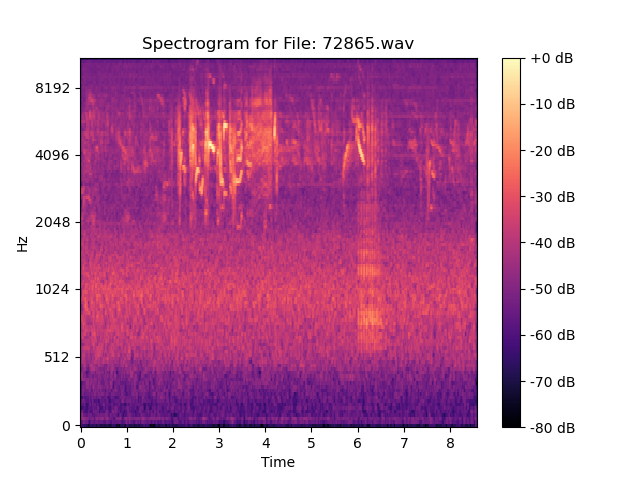 Spectrogram for File: 72865.wav
8192
4096
2048
1024
512
0
Hz
0 1 2 3 4 5 6 7 8
Time
+0 dB
-10 dB
-20 dB
-30 dB
-40 dB
-50 dB
-60 dB
-70 dB
-80 dB